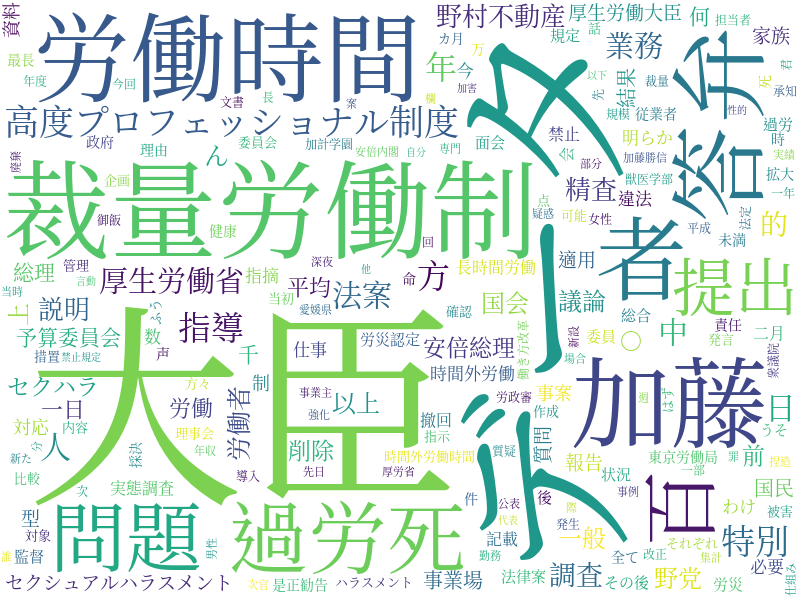 資料
労働時間
野村不動産
厚生労働大臣
担当者
カ月
万
規定
話
何
家族
最長
年度
今回
文書
長
案
加害
年
今
業務
結果
先
以下
裁量
死
君
承知
高度プロフェッショナル制度
政府
加計学園
委員会
面会
禁止
規模
従業者
性的
過労
時
廃棄
理由
ん
安倍内閣
自分
専門
会
部分
明らか
加藤勝信
拡大
実績
企画
精査
獣医学部
一年
裁量労働制
データ
答弁
御飯
健康
点
疑惑
可能
違法
女性
者
的
法定
平成
未満
総理
管理
言動
厚生労働省
指摘
深夜
他
回
命
方
長時間労働
適用
提出
当時
上
説明
ふう
平均
当初
愛媛県
法案
国会
確認
議論
総合
委員
責任
発言
二月
予算委員会
数
指導
千
仕事
労災認定
安倍総理
働き方改革
新設
場合
〇
中
衆議院
措置
禁止規定
声
セクハラ
一日
方々
制
事業主
強化
労政審
時間外労働
事案
週
はず
加藤
百
日
うそ
大臣
対応
内容
労働
労働者
以上
撤回
作成
質問
人
分
新た
採決
理事会
年収
削除
指示
質疑
報告
状況
東京労働局
罪
捏造
前
比較
次
実態調査
導入
先日
時間外労働時間
厚労省
件
公表
代表
後
際
事例
一部
わけ
国民
被害
型
対象
問題
過労死
記載
発生
一般
全て
改正
それぞれ
集計
特別
誰
監督
男性
勤務
調査
その後
野党
労災
必要
仕組み
セクシュアルハラスメント
次官
是正勧告
ハラスメント
事業場
法律案